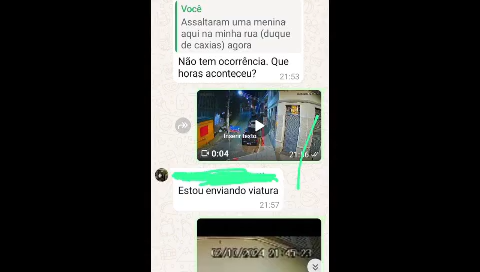 Você
Assaltaram uma menina
aqui na minha rua (duque
de caxias) agora
Não tem ocorrência. Que
horas aconteceu?
21:53
Inserir texto
0:04
21:56
Estou enviando viatura
21:57